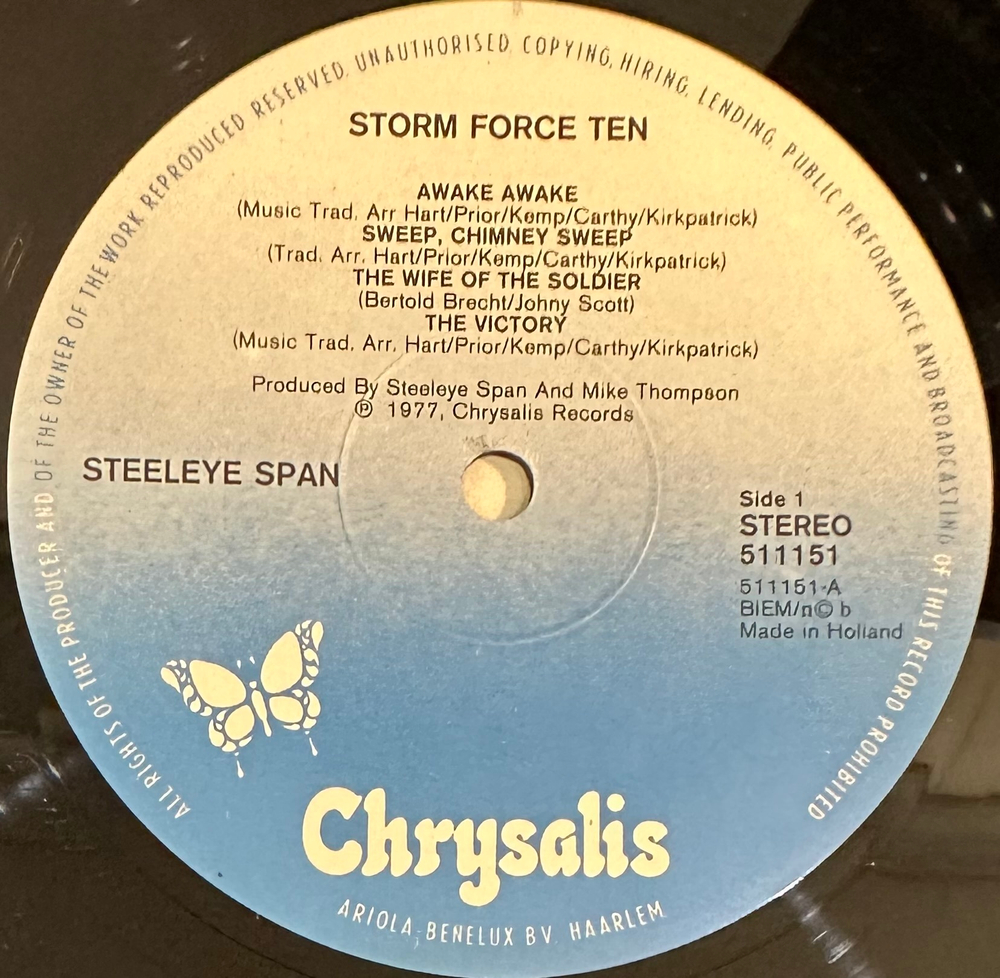 ALL RIGHTS OF THE PRODUCER AND OF THE OWNER OF THE WORK REPRODUCED RESERVED. UNAUTHORISED COPYING, HIRING, LENDING, PUBLIC PERFORMANCE AND BROADCASTING OF THIS RECORD PROHIBITED
STORM FORCE TEN
AWAKE AWAKE
(Music Trad. Arr Hart/Prior/Kemp/Carthy/Kirkpatrick)
SWEEP, CHIMNEY SWEEP
(Trad. Arr. Hart/Prior/Kemp/Carthy/Kirkpatrick)
THE WIFE OF THE SOLDIER
(Bertold Brecht/Johny Scott)
THE VICTORY
(Music Trad. Arr. Hart/Prior/Kemp/Carthy/Kirkpatrick)
Produced By Steeleye Span And Mike Thompson
℗ 1977, Chrysalis Records
STEELEYE SPAN
Side 1
STEREO
511151
511151-A
BIEM/n©b
Made in Holland
Chrysalis
ARIOLA-BENELUX BV. HAARLEM